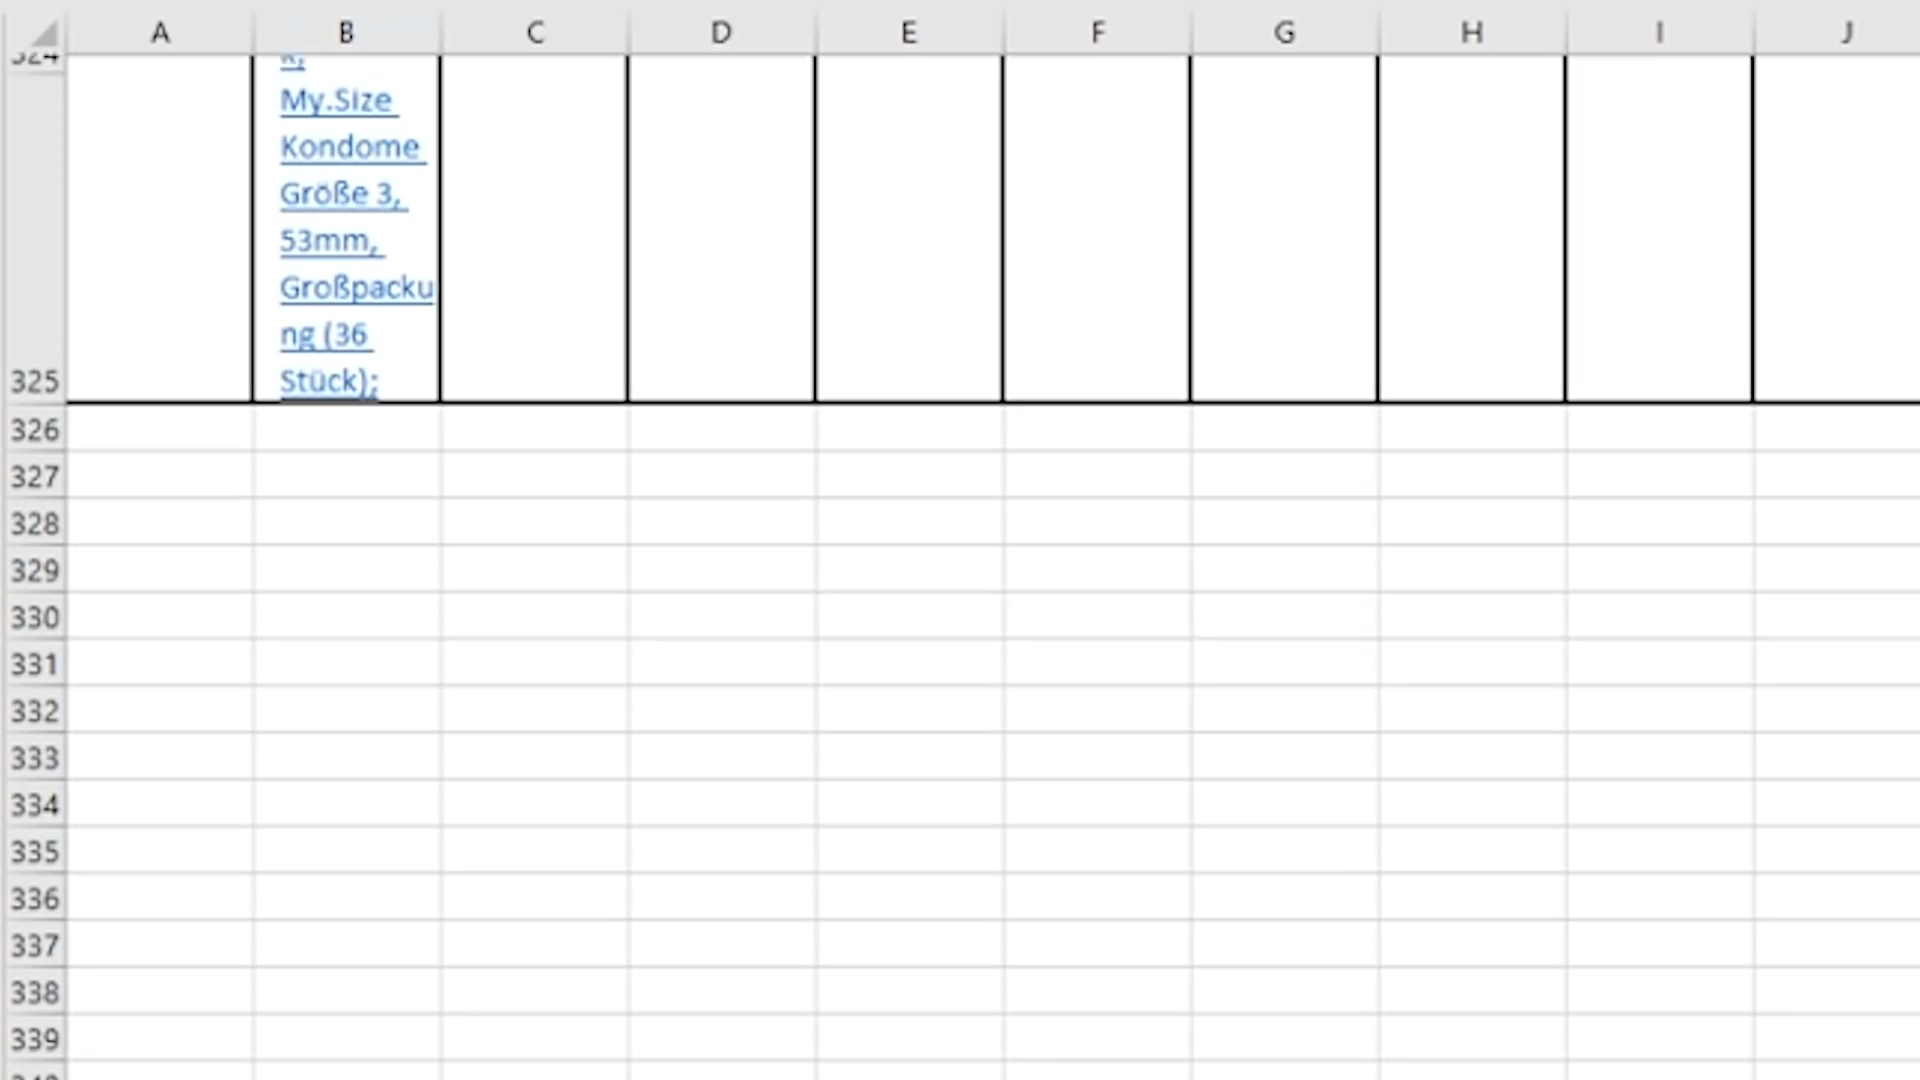 A B C D E F G H I J
324
My.Size
Kondome
Größe 3,
53mm,
Großpacku
ng (36
325 Stück);
326
327
328
329
330
331
332
333
334
335
336
337
338
339